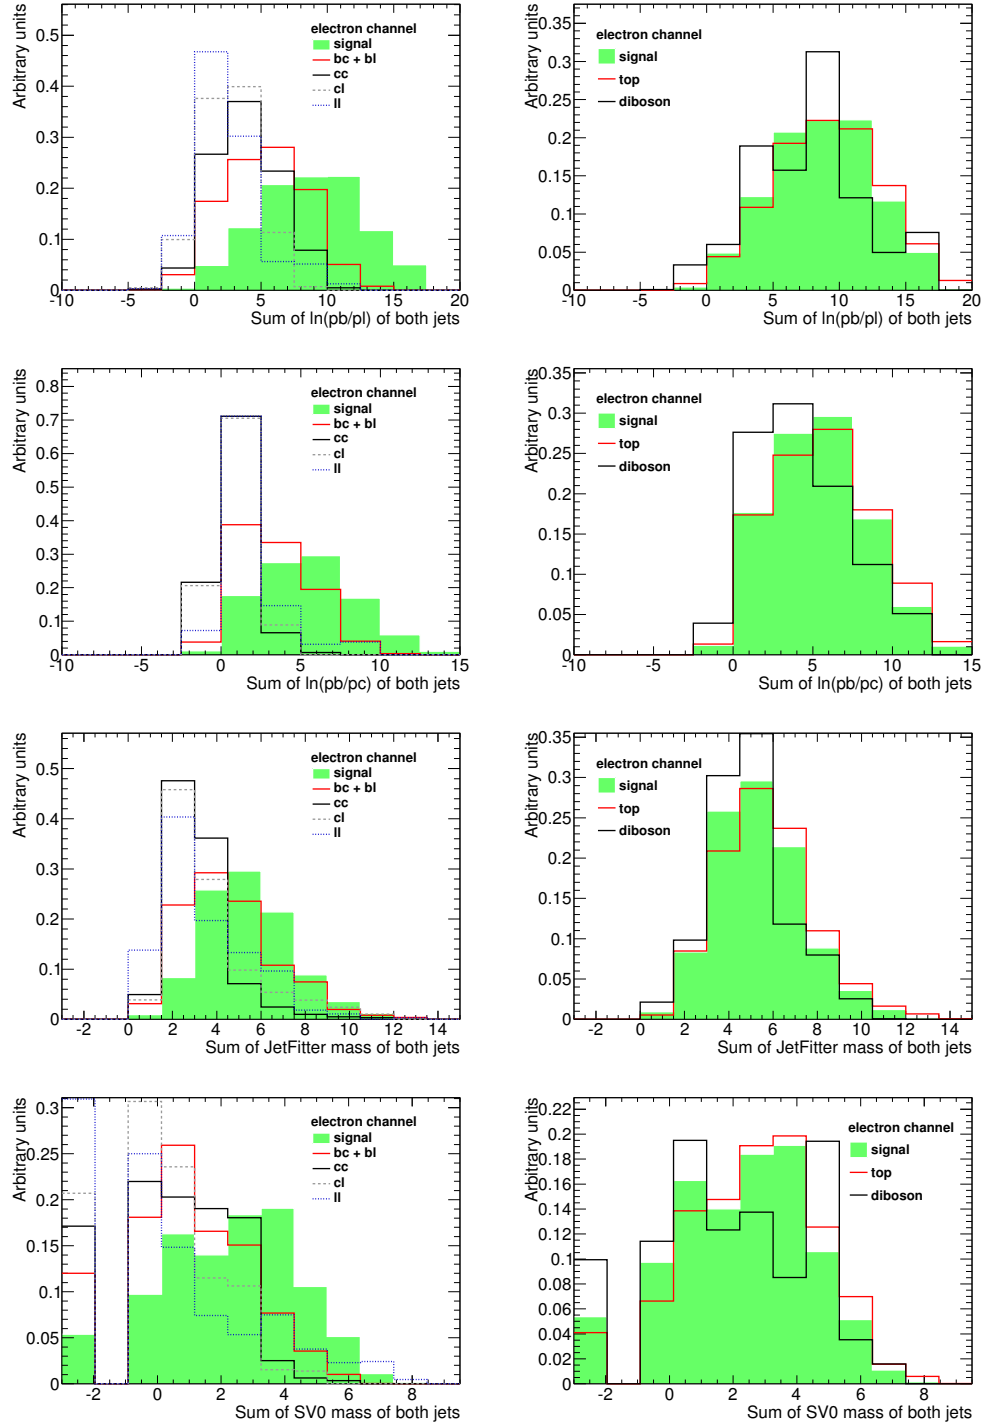 Arbitrary units
0.5
0.4
0.3
0.2
0.1
0
-10 -5 0 5 10 15 20
Sum of ln(pb/pl) of both jets
electron channel
signal
bc + bl
cc
cl
ll
Arbitrary units
0.35
0.3
0.25
0.2
0.15
0.1
0.05
0
-10 -5 0 5 10 15 20
Sum of ln(pb/pl) of both jets
electron channel
signal
top
diboson
Arbitrary units
0.8
0.7
0.6
0.5
0.4
0.3
0.2
0.1
0
-10 -5 0 5 10 15
Sum of ln(pb/pc) of both jets
electron channel
signal
bc + bl
cc
cl
ll
Arbitrary units
0.35
0.3
0.25
0.2
0.15
0.1
0.05
0
-10 -5 0 5 10 15
Sum of ln(pb/pc) of both jets
electron channel
signal
top
diboson
Arbitrary units
0.5
0.4
0.3
0.2
0.1
0
-2 0 2 4 6 8 10 12 14
Sum of JetFitter mass of both jets
electron channel
signal
bc + bl
cc
cl
ll
Arbitrary units
0.35
0.3
0.25
0.2
0.15
0.1
0.05
0
-2 0 2 4 6 8 10 12 14
Sum of JetFitter mass of both jets
electron channel
signal
top
diboson
Arbitrary units
0.3
0.25
0.2
0.15
0.1
0.05
0
-2 0 2 4 6 8
Sum of SV0 mass of both jets
electron channel
signal
bc + bl
cc
cl
ll
Arbitrary units
0.22
0.2
0.18
0.16
0.14
0.12
0.1
0.08
0.06
0.04
0.02
0
-2 0 2 4 6 8
Sum of SV0 mass of both jets
electron channel
signal
top
diboson